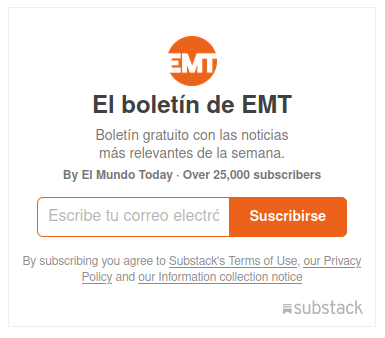 EMT
El boletín de EMT
Boletín gratuito con las noticias
más relevantes de la semana.
By El Mundo Today · Over 25,000 subscribers
Escribe tu correo electró
Suscribirse
By subscribing you agree to Substack's Terms of Use, our Privacy
Policy and our Information collection notice
substack